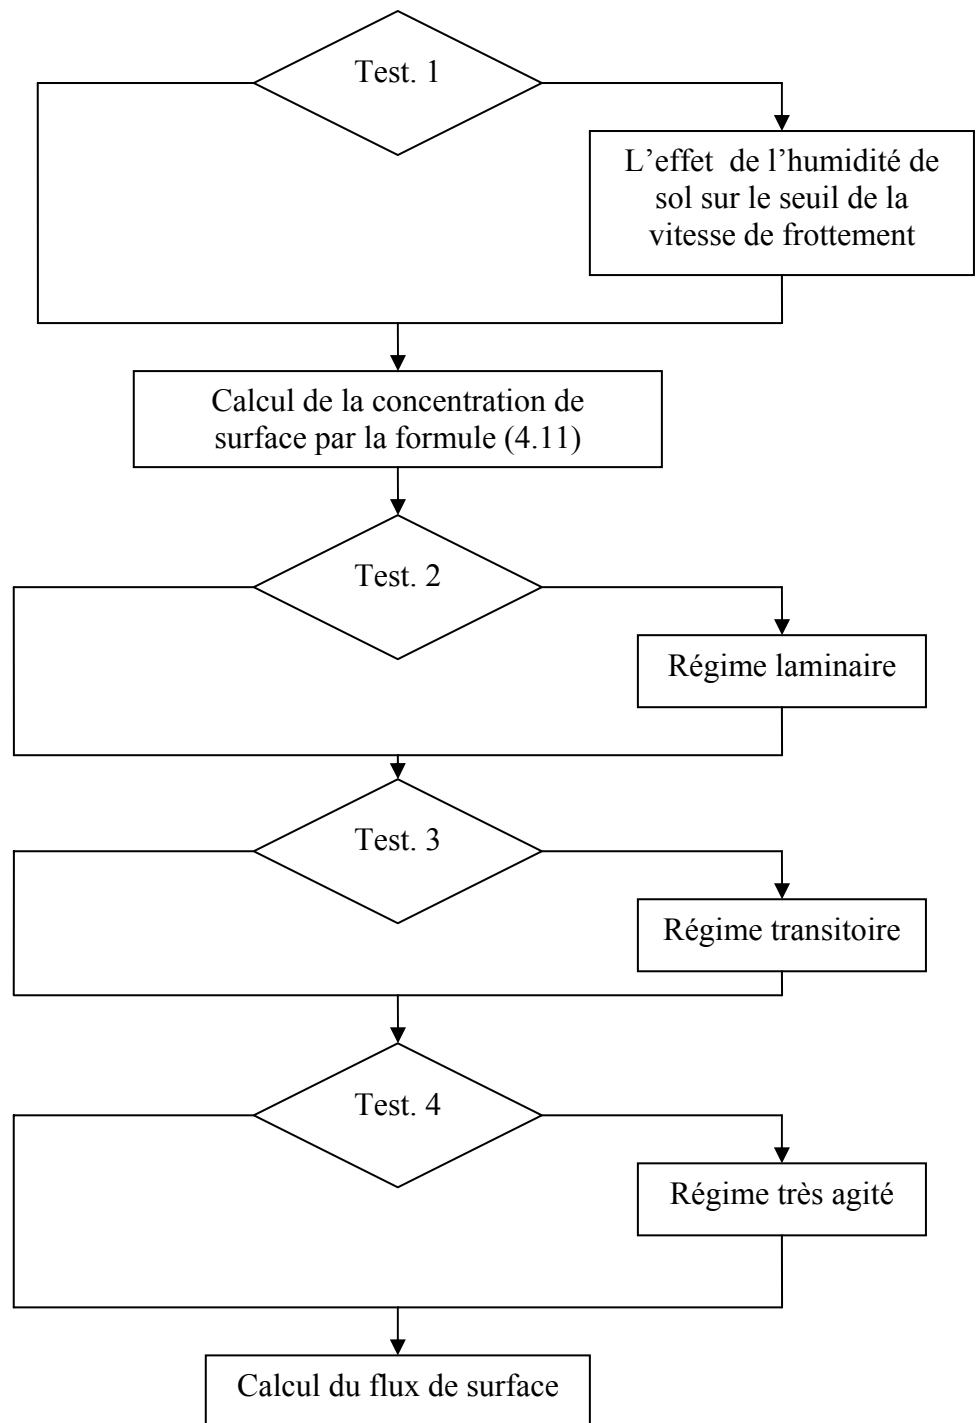 Test. 1
L’effet de l’humidité de
sol sur le seuil de la
vitesse de frottement
Calcul de la concentration de
surface par la formule (4.11)
Test. 2
Régime laminaire
Test. 3
Régime transitoire
Test. 4
Régime très agité
Calcul du flux de surface